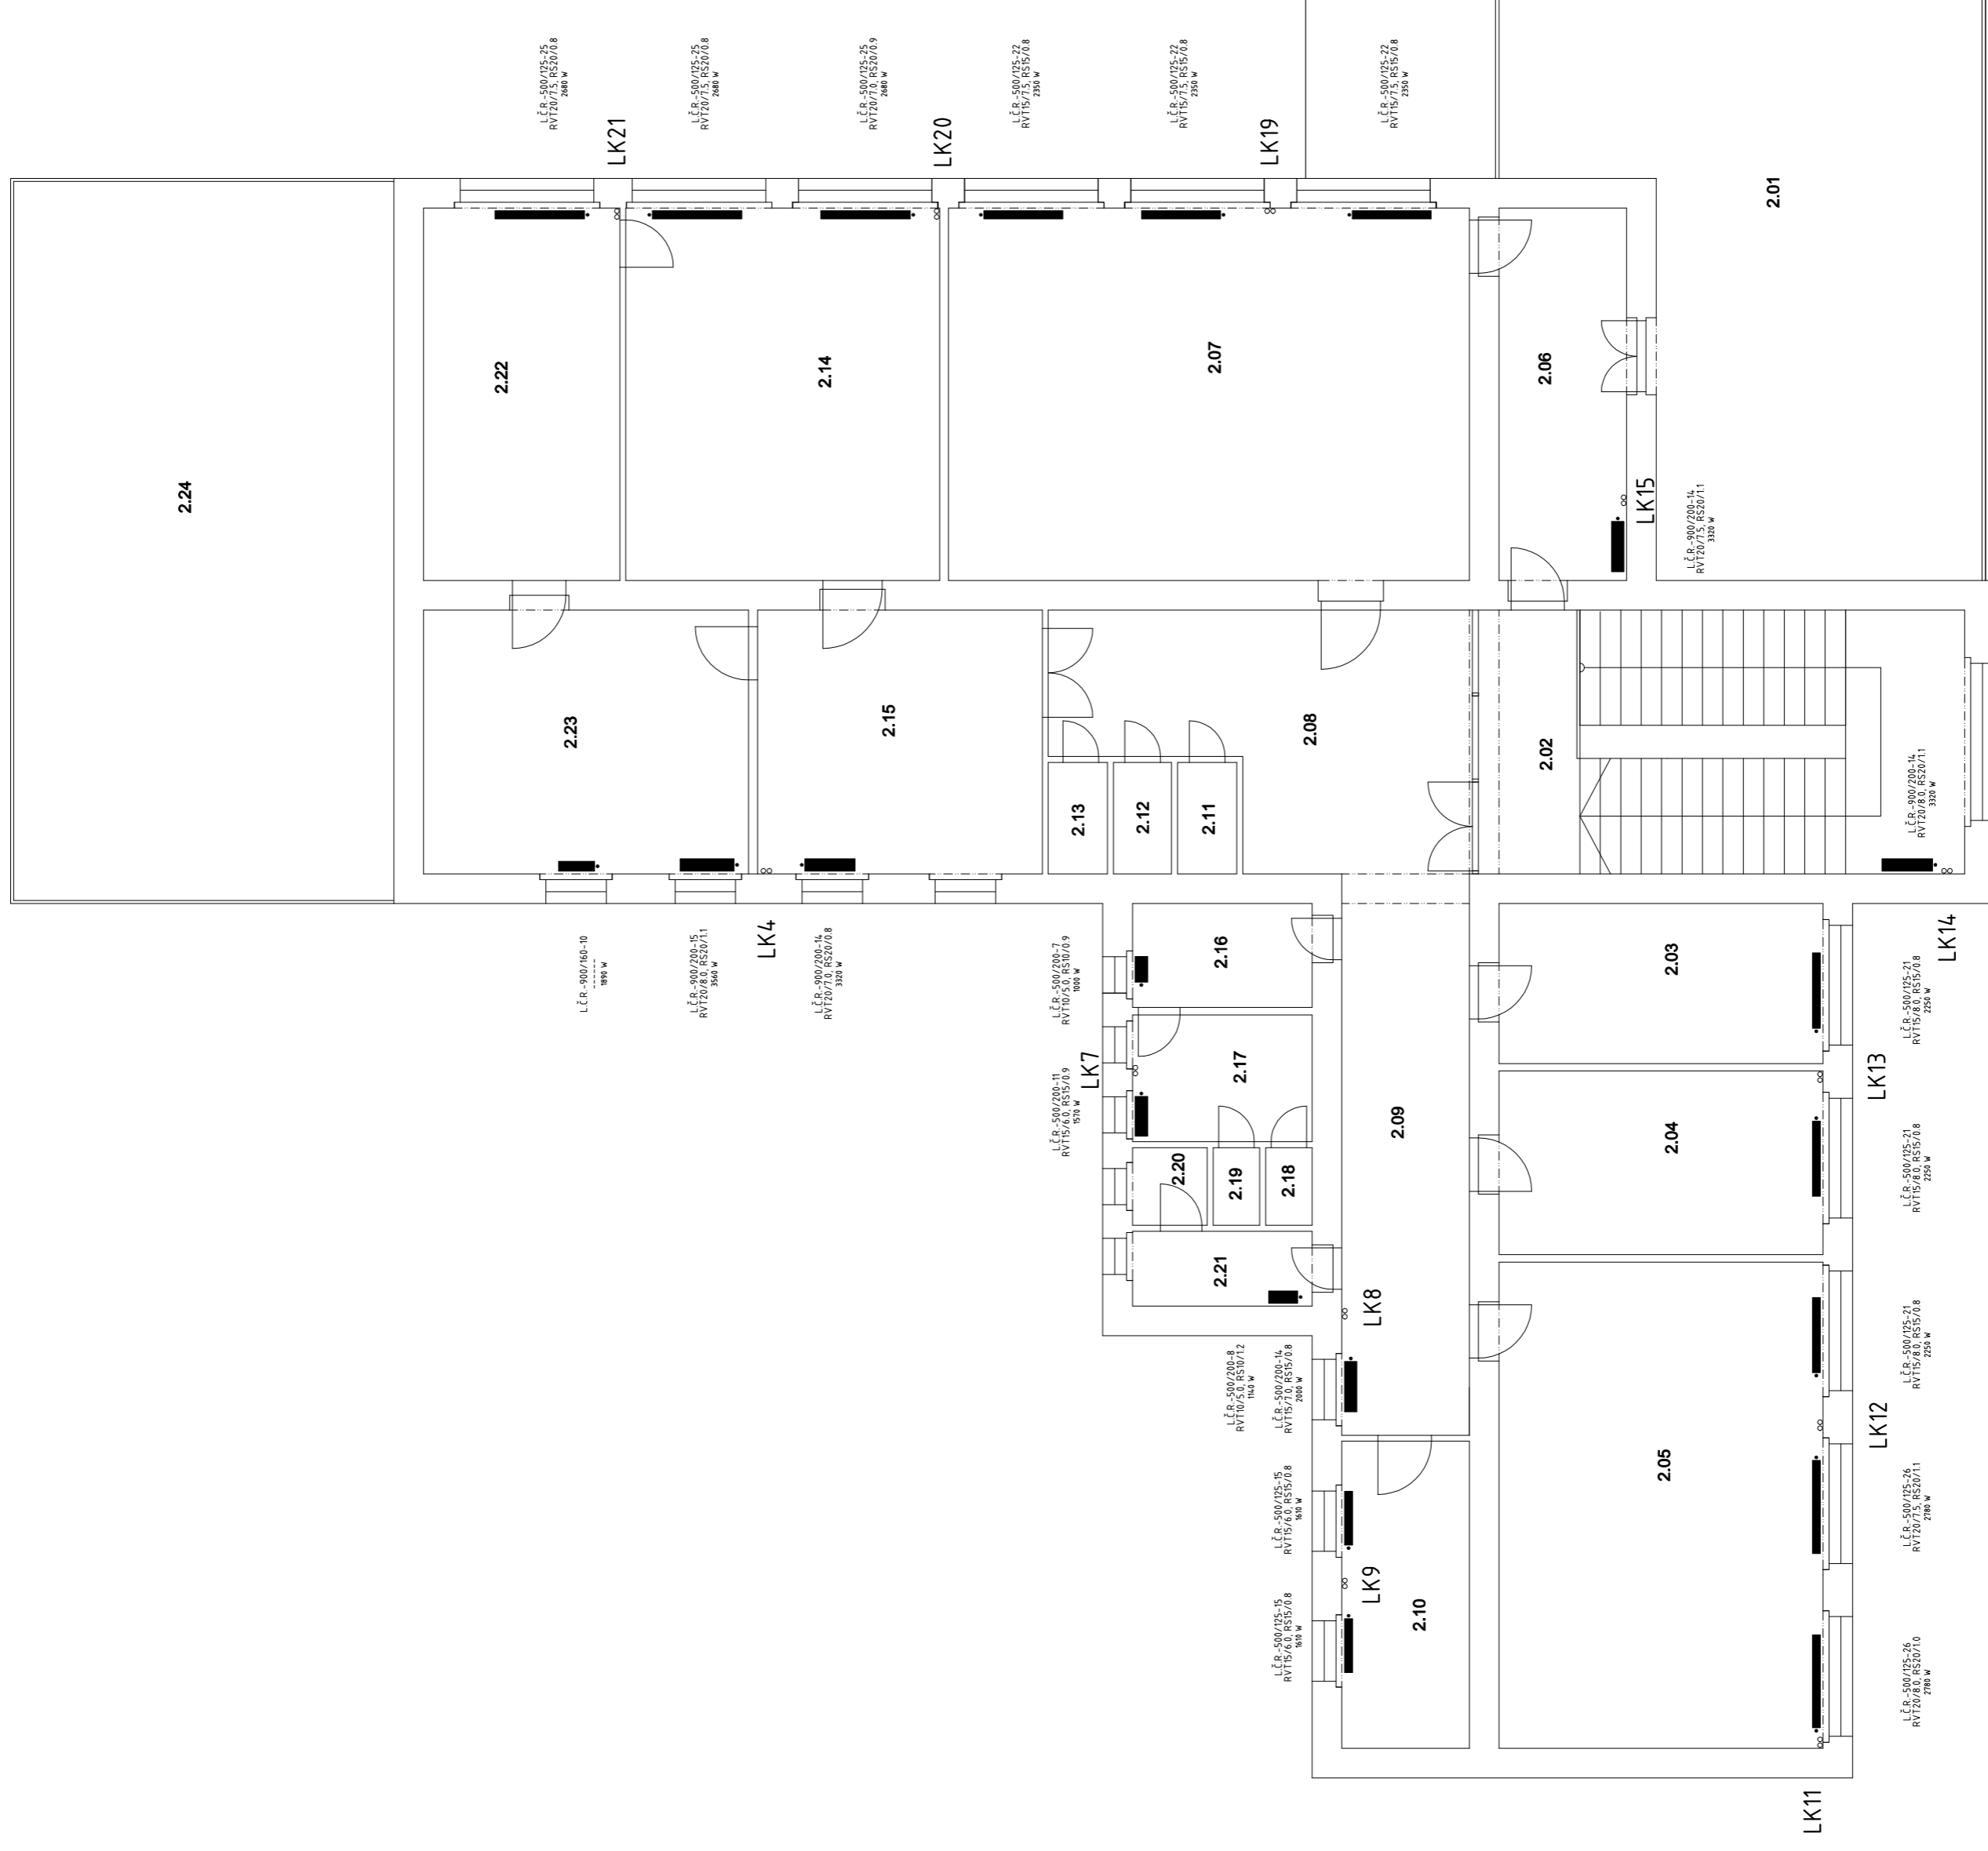 L.Č.R.-500/125-25
RVT20/7.5, RS20/0.8
2680 W
L.Č.R.-500/125-25
RVT20/7.5, RS20/0.8
2680 W
L.Č.R.-500/125-25
RVT20/7.0, RS20/0.9
2680 W
L.Č.R.-500/125-22
RVT15/7.5, RS15/0.8
2350 W
L.Č.R.-500/125-22
RVT15/7.5, RS15/0.8
2350 W
L.Č.R.-500/125-22
RVT15/7.5, RS15/0.8
2350 W
LK21
LK20
LK19
2.01
2.24
2.22
2.14
2.07
2.06
LK15
L.Č.R.-900/200-14
RVT20/7.5, RS20/1.1
3320 W
2.23
2.15
2.08
2.02
2.13
2.12
2.11
L.Č.R.-900/200-14
RVT20/8.0, RS20/1.1
3320 W
LK14
L.Č.R.-900/160-10
------
1890 W
L.Č.R.-900/200-15
RVT20/8.0, RS20/1.1
3560 W
LK4
L.Č.R.-900/200-14
RVT20/7.0, RS20/0.8
3320 W
L.Č.R.-500/200-7
RVT10/5.0, RS10/0.9
1000 W
2.16
2.03
L.Č.R.-500/125-21
RVT15/8.0, RS15/0.8
2250 W
LK7
2.17
LK13
L.Č.R.-500/200-11
RVT15/6.0, RS15/0.9
1570 W
2.09
2.04
L.Č.R.-500/125-21
RVT15/8.0, RS15/0.8
2250 W
2.20
2.19
2.18
2.21
LK8
L.Č.R.-500/200-8
RVT10/5.0, RS10/1.2
1140 W
L.Č.R.-500/200-14
RVT15/7.0, RS15/0.8
2000 W
L.Č.R.-500/125-21
RVT15/8.0, RS15/0.8
2250 W
LK12
2.05
L.Č.R.-500/125-15
RVT15/6.0, RS15/0.8
1610 W
L.Č.R.-500/125-26
RVT20/7.5, RS20/1.1
2780 W
LK9
2.10
L.Č.R.-500/125-15
RVT15/6.0, RS15/0.8
1610 W
L.Č.R.-500/125-26
RVT20/8.0, RS20/1.0
2780 W
LK11